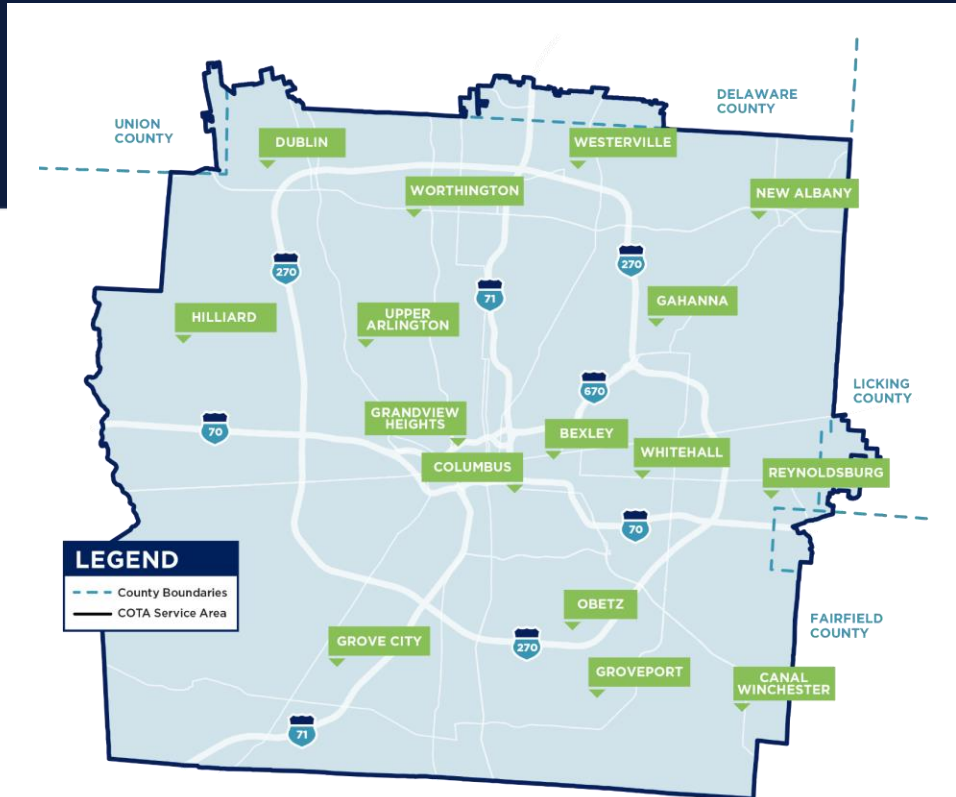 DELAWARE
COUNTY
UNION
COUNTY
DUBLIN
WESTERVILLE
WORTHINGTON
NEW ALBANY
270
270
71
GAHANNA
HILLIARD
UPPER
ARLINGTON
LICKING
COUNTY
670
GRANDVIEW
HEIGHTS
70
BEXLEY
WHITEHALL
COLUMBUS
REYNOLDSBURG
70
LEGEND
County Boundaries
COTA Service Area
OBETZ
FAIRFIELD
COUNTY
GROVE CITY
270
GROVEPORT
CANAL
WINCHESTER
71